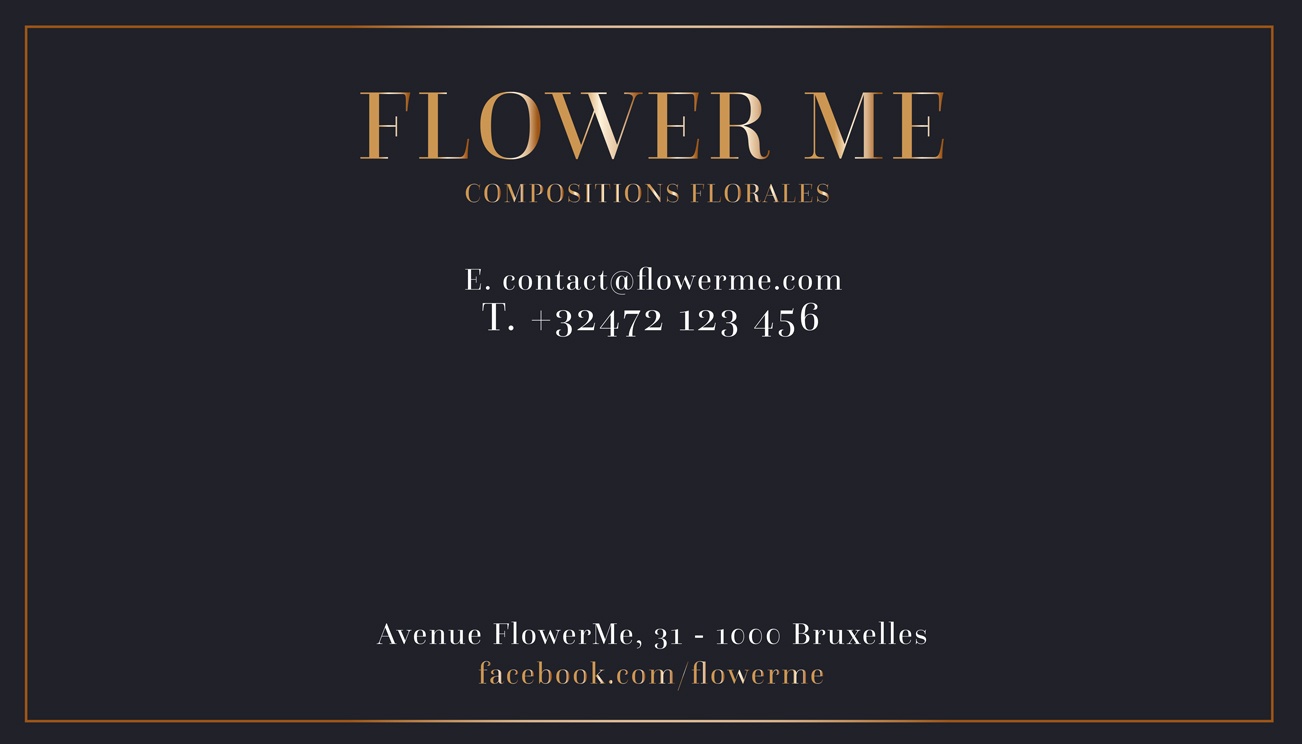 FLOWER ME
COMPOSITIONS FLORALES
E. contact@flowerme.com
T. +32472 123 456
Avenue FlowerMe, 31 - 1000 Bruxelles
facebook.com/flowerme